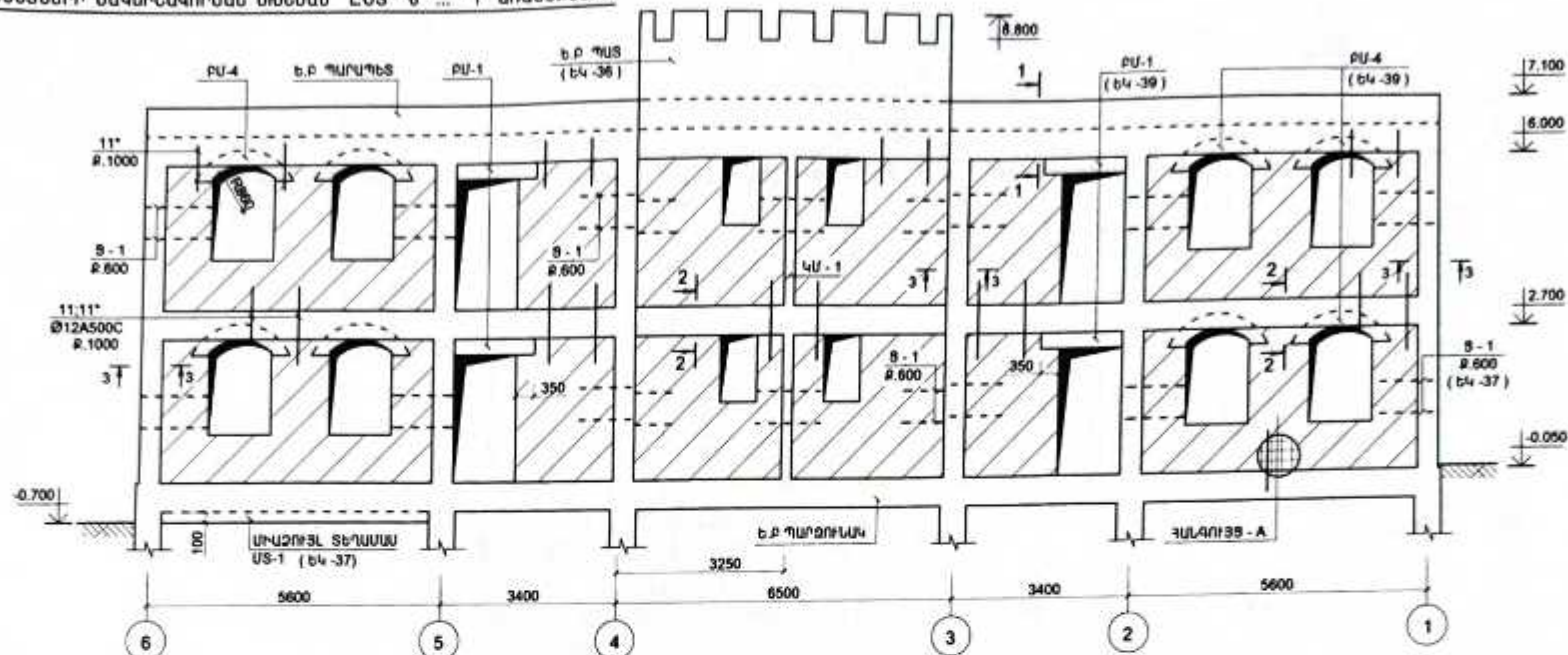 8.800
Ե.Բ ՊԱՏ
( ԵԿ -36 )
ԲՄ-4
Ե.Բ ՊԱՐԱՊԵՏ
ԲՄ-1
1
ԲՄ-1
( ԵԿ -39 )
ԲՄ-4
( ԵԿ -39 )
7.100
6.000
11*
Ք.1000
R800
1
Ց - 1
Ք.600
Ց - 1
Ք.600
ԿՄ - 1
2
3
3
2
3
3
2.700
11;11*
Ø12A500C
Ք.1000
3
3
350
2
Ց - 1
Ք.600
350
2
Ց - 1
Ք.600
( ԵԿ -37 )
-0.050
-0.700
100
ՄԻԱՁՈՒՅԼ ՏԵՂԱՄԱՍ
ՄՏ-1 ( ԵԿ -37)
Ե.Բ ՊԱՐԶՈՒՆԱԿ
ՀԱՆԳՈՒՅՑ - A
3250
5600
3400
6500
3400
5600
6
5
4
3
2
1